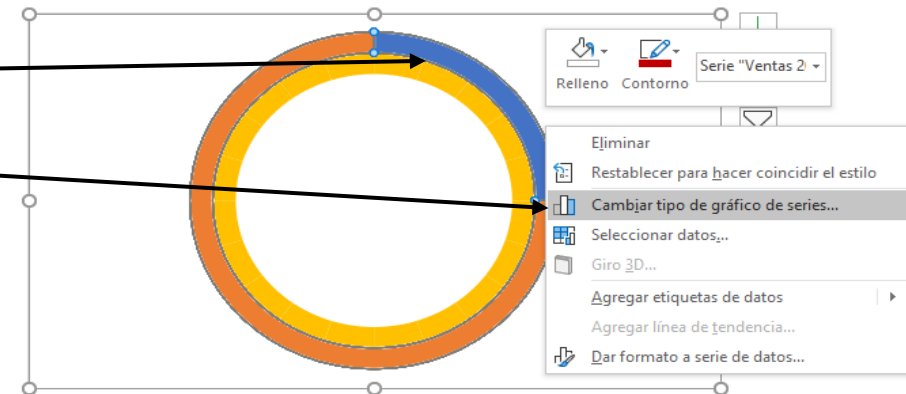 Relleno Contorno Serie "Ventas 2
Eliminar
Restablecer para hacer coincidir el estilo
Cambiar tipo de gráfico de series...
Seleccionar datos...
Giro 3D...
Agregar etiquetas de datos
Agregar línea de tendencia...
Dar formato a serie de datos...